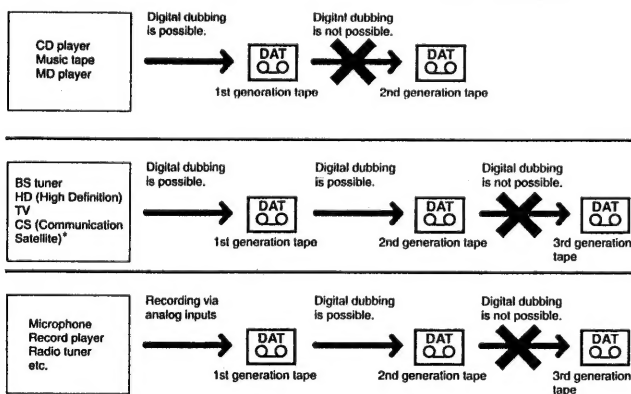 CD player
Music tape
MD player
Digital dubbing
is possible.
DAT
1st generation tape
Digital dubbing
is not possible.
DAT
2nd generation tape
BS tuner
HD (High Definition)
TV
CS (Communication
Satellite)*
Digital dubbing
is possible.
DAT
1st generation tape
Digital dubbing
is possible.
DAT
2nd generation tape
Digital dubbing
is not possible.
DAT
3rd generation
tape
Microphone
Record player
Radio tuner
etc.
Recording via
analog inputs
DAT
1st generation tape
Digital dubbing
is possible.
DAT
2nd generation tape
Digital dubbing
is not possible.
DAT
3rd generation
tape